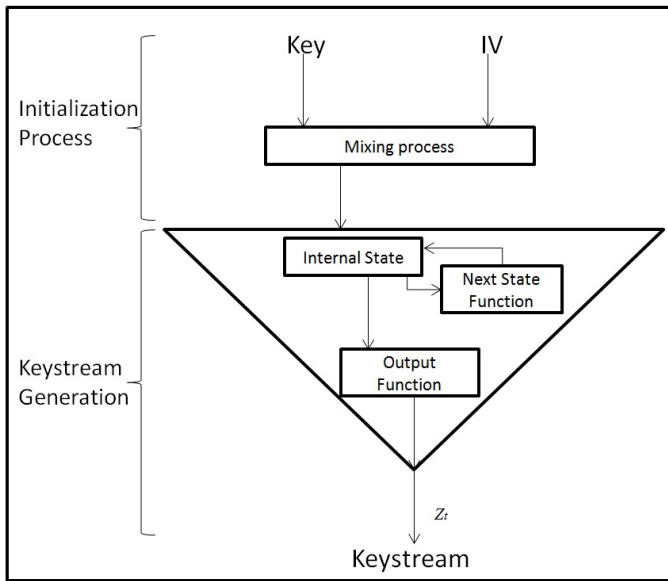 Key
IV
Initialization
Process
Mixing process
Internal State
Next State
Function
Output
Function
Keystream
Generation
Zt
Keystream